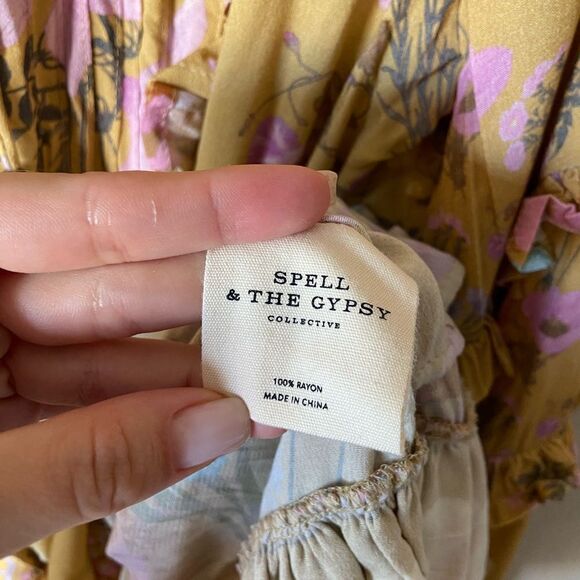 SPELL
& THE GYPSY
COLLECTIVE
100% RAYON
MADE IN CHINA